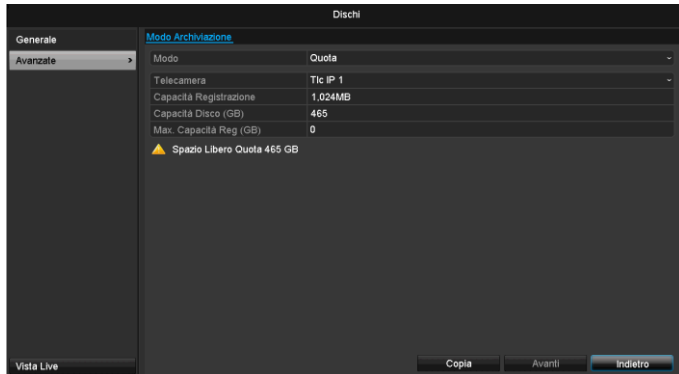 Dischi
Generale
Avanzate >
Modo Archiviazione
Modo Quota
Telecamera Tlc IP 1
Capacità Registrazione 1,024MB
Capacità Disco (GB) 465
Max. Capacità Reg (GB) 0
Spazio Libero Quota 465 GB
Vista Live
Copia Avanti Indietro